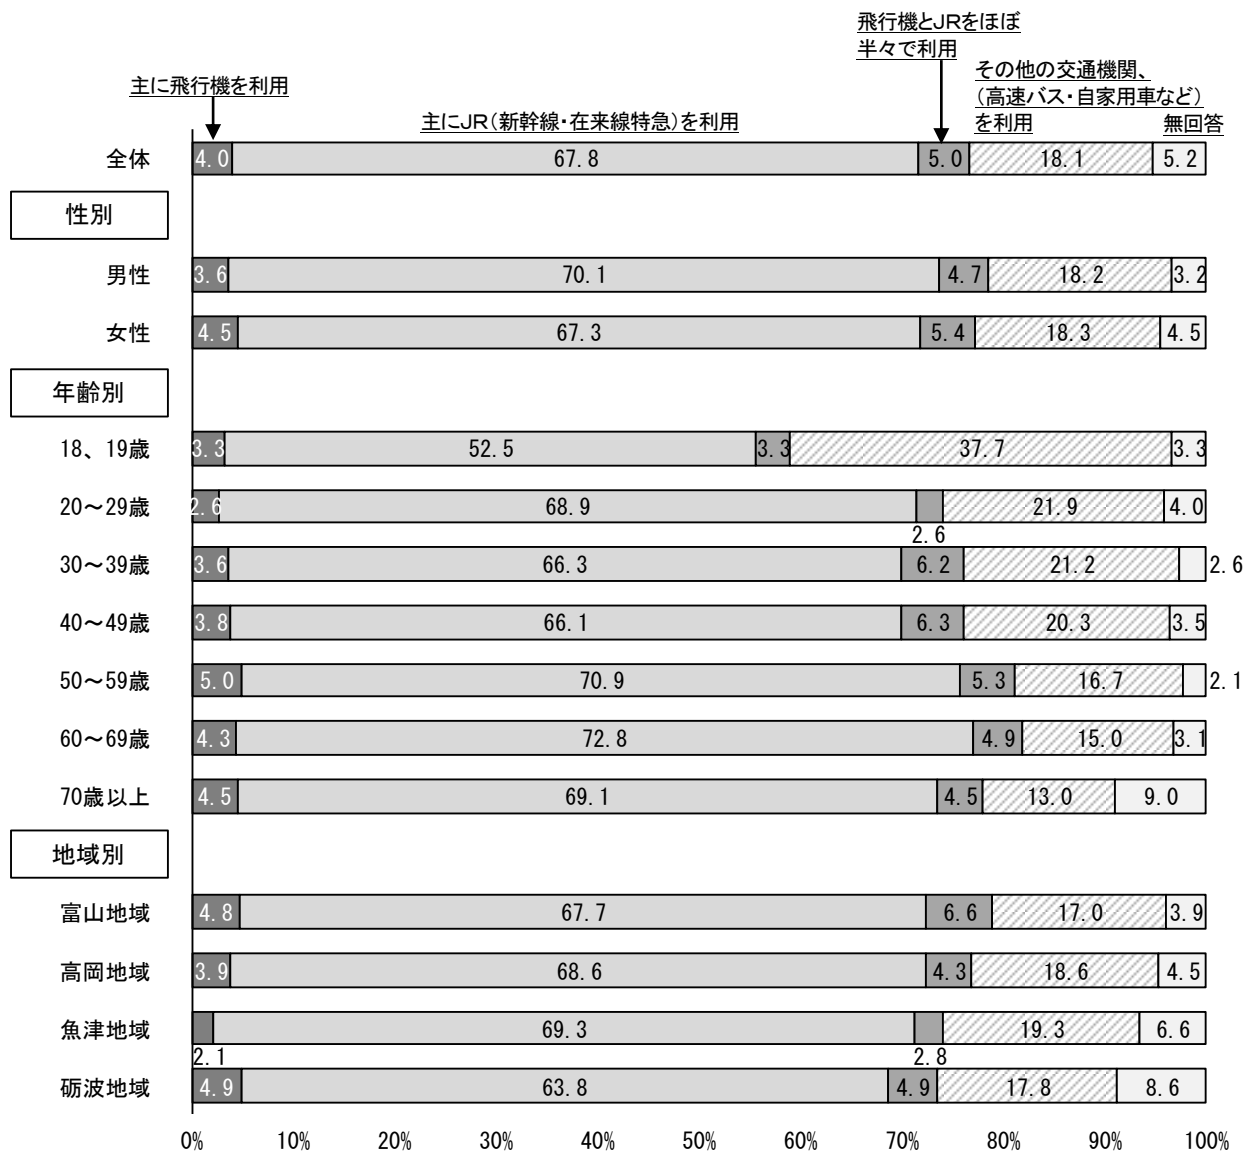 飛行機とJRをほぼ
半々で利用
主に飛行機を利用
その他の交通機関、
(高速バス・自家用車など)
を利用
主にJR(新幹線・在来線特急)を利用
無回答
全体 4.0 67.8 5.0 18.1 5.2
性別
男性 3.6 70.1 4.7 18.2 3.2
女性 4.5 67.3 5.4 18.3 4.5
年齢別
18、19歳 3.3 52.5 3.3 37.7 3.3
20～29歳 2.6 68.9 2.6 21.9 4.0
30～39歳 3.6 66.3 6.2 21.2 2.6
40～49歳 3.8 66.1 6.3 20.3 3.5
50～59歳 5.0 70.9 5.3 16.7 2.1
60～69歳 4.3 72.8 4.9 15.0 3.1
70歳以上 4.5 69.1 4.5 13.0 9.0
地域別
富山地域 4.8 67.7 6.6 17.0 3.9
高岡地域 3.9 68.6 4.3 18.6 4.5
魚津地域 2.1 69.3 2.8 19.3 6.6
砺波地域 4.9 63.8 4.9 17.8 8.6
0% 10% 20% 30% 40% 50% 60% 70% 80% 90% 100%